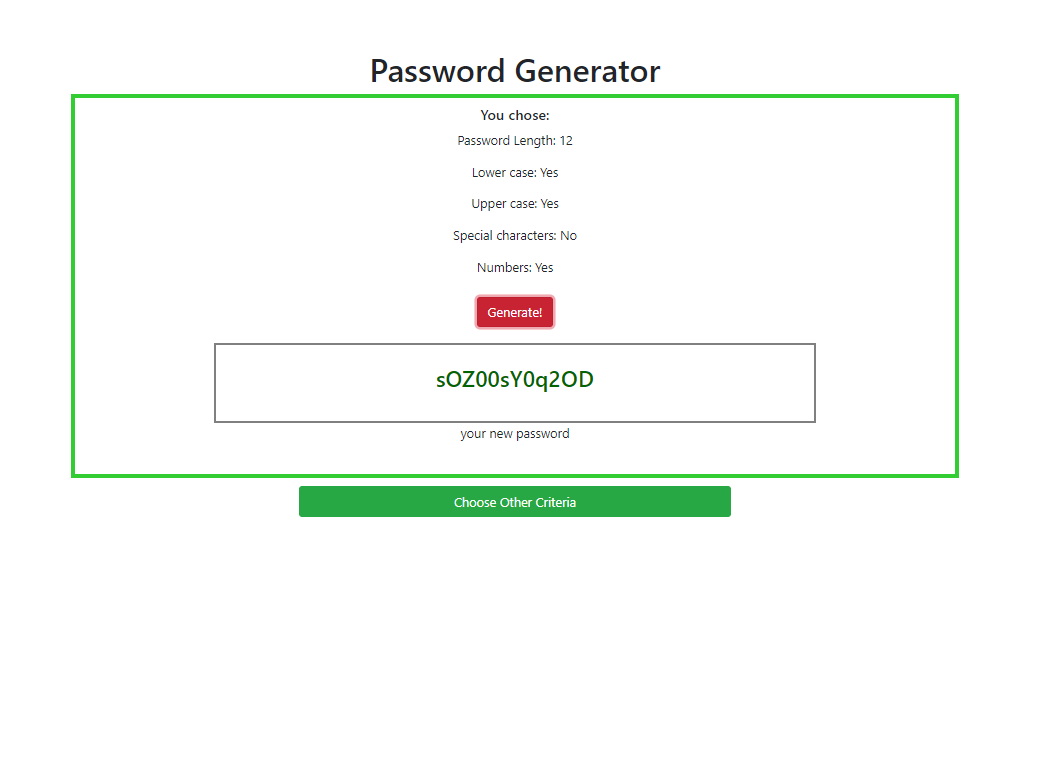 Password Generator
You chose:
Password Length: 12
Lower case: Yes
Upper case: Yes
Special characters: No
Numbers: Yes
Generate!
sOZ00sY0q2OD
your new password
Choose Other Criteria